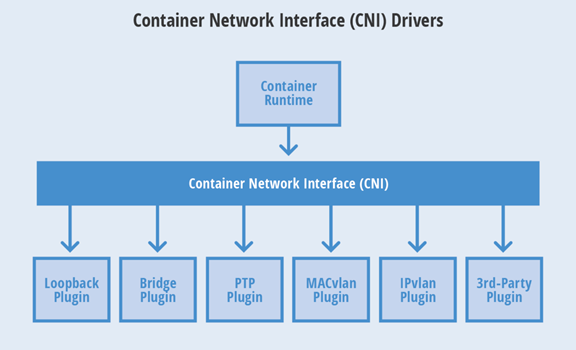 Container Network Interface (CNI) Drivers
Container
Runtime
Container Network Interface (CNI)
Loopback
Plugin
Bridge
Plugin
PTP
Plugin
MACvlan
Plugin
IPvlan
Plugin
3rd-Party
Plugin